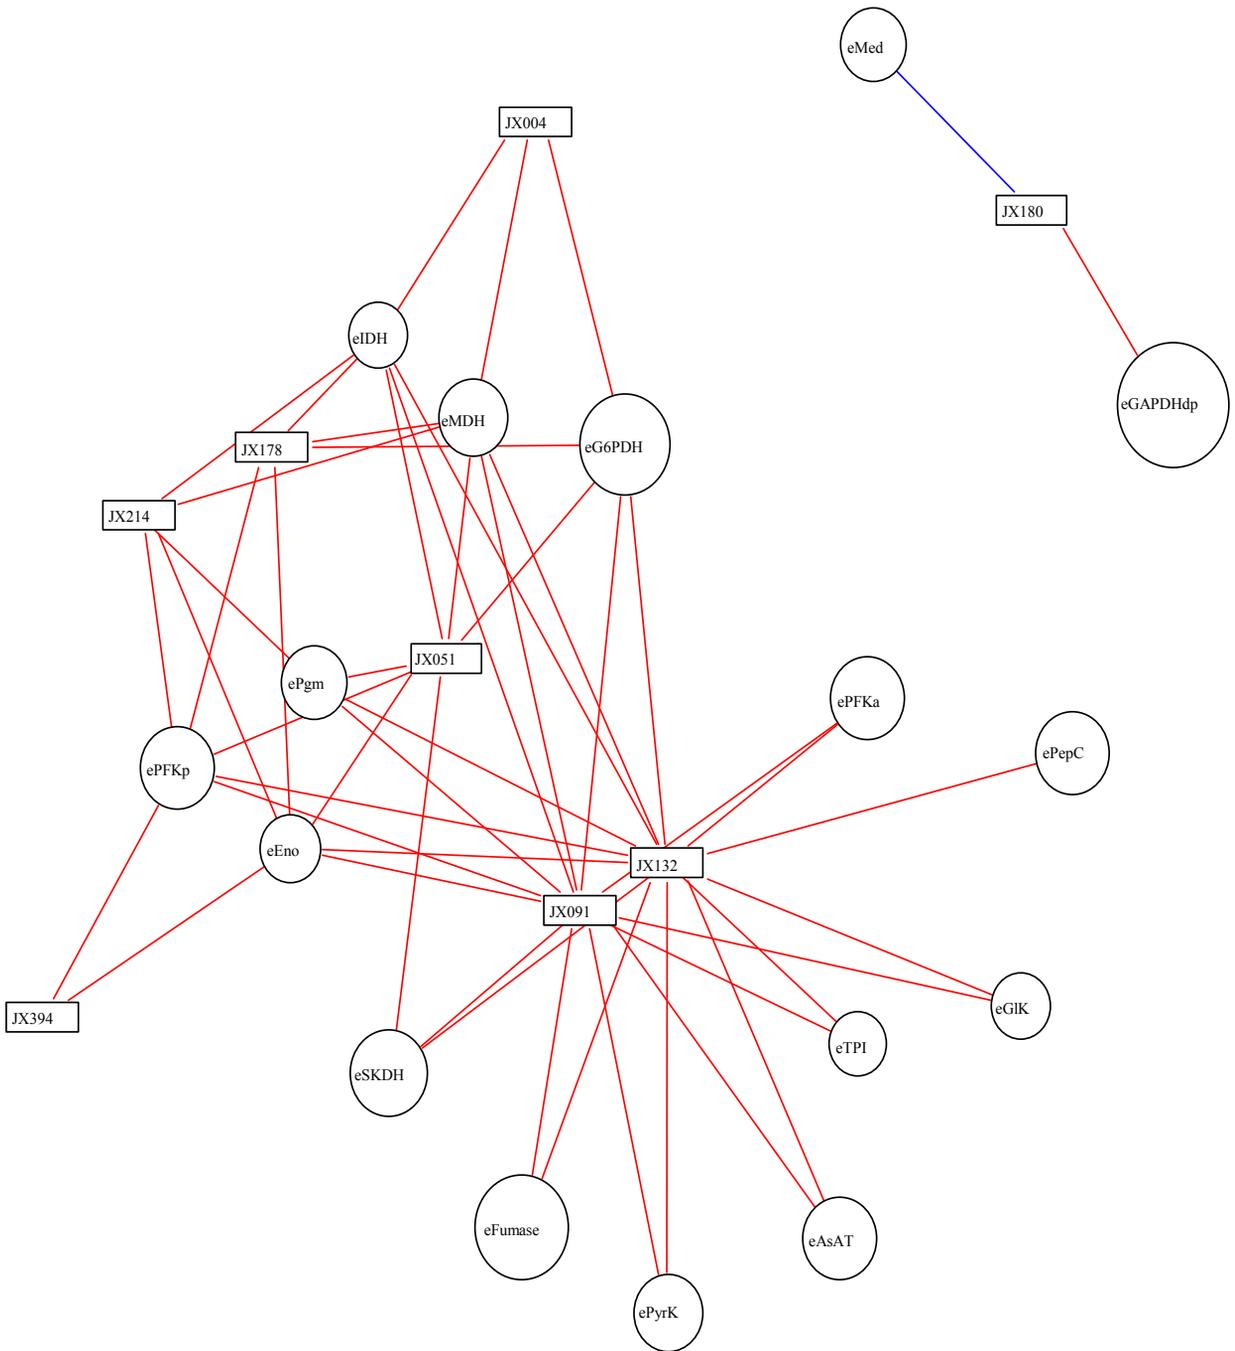 eMed
JX004
JX180
eIDH
eGAPDHdp
eMDH
eG6PDH
JX178
JX214
JX051
ePgm
ePFKa
ePepC
ePFKp
eEno
JX132
JX091
eGlK
JX394
eTPI
eSKDH
eFumase
eAsAT
ePyrK